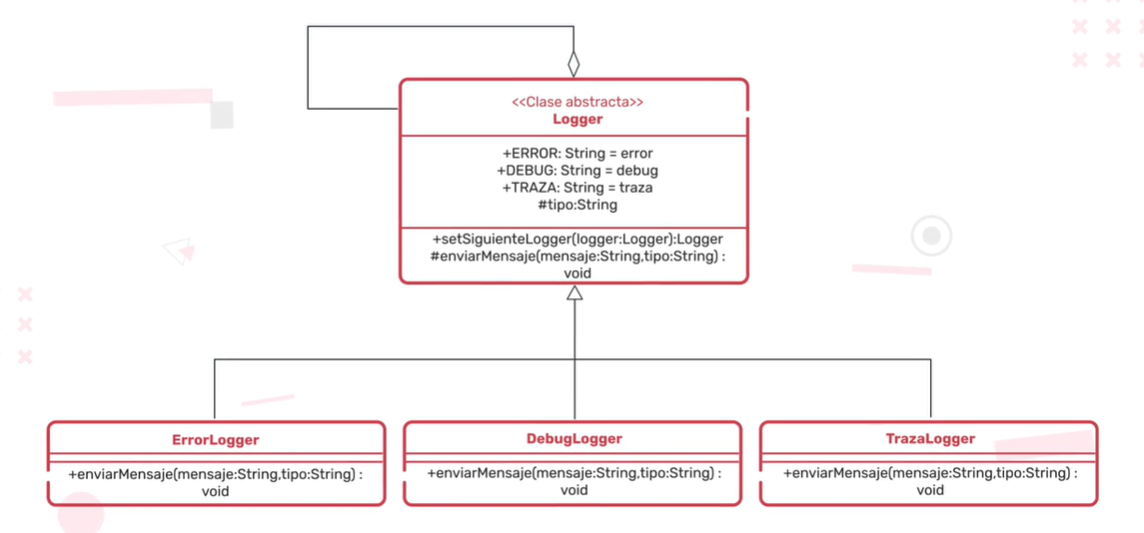 <<Clase abstracta>>
Logger
+ERROR: String = error
+DEBUG: String = debug
+TRAZA: String = traza
#tipo:String
+setSiguienteLogger(logger:Logger):Logger
#enviarMensaje(mensaje:String,tipo:String) :
void
ErrorLogger
+enviarMensaje(mensaje:String,tipo:String) :
void
DebugLogger
+enviarMensaje(mensaje:String,tipo:String) :
void
TrazaLogger
+enviarMensaje(mensaje:String,tipo:String) :
void